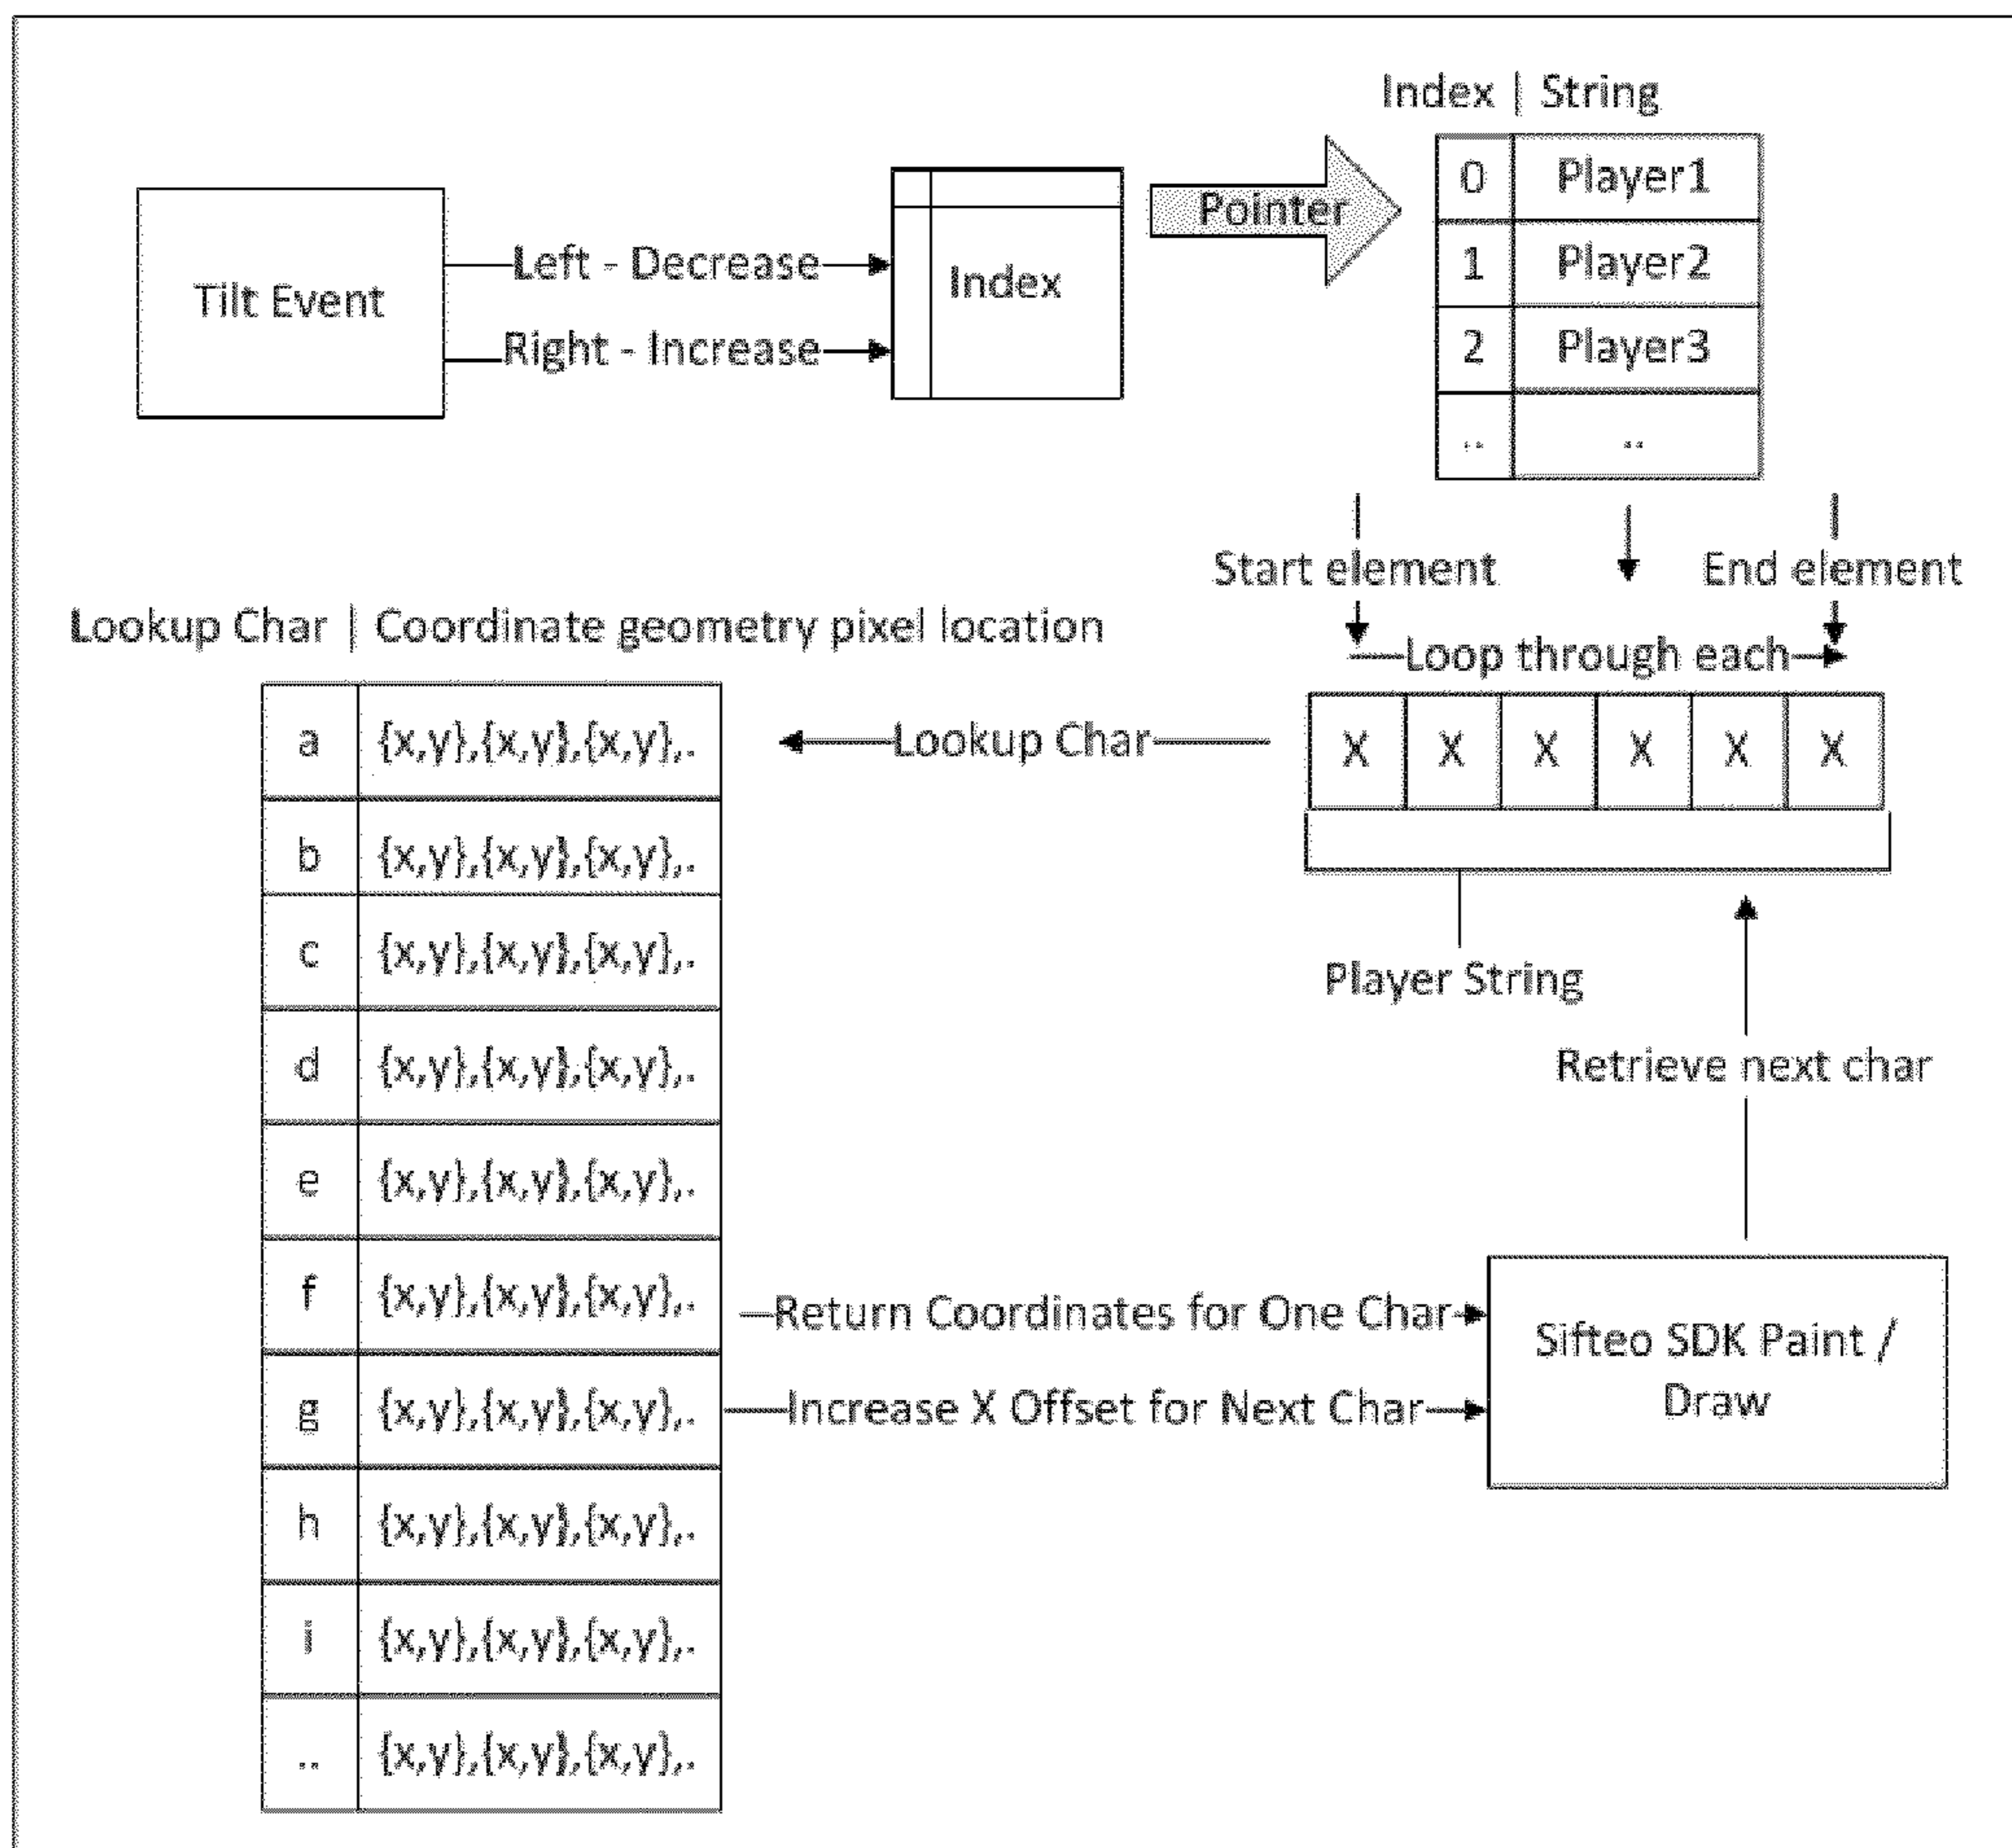 Index | String
0 Player1
1 Player2
2 Player3
.. ..
Tilt Event
Left - Decrease
Right - Increase
Index
Pointer
Start element
End element
Loop through each
Lookup Char | Coordinate geometry pixel location
a {x,y},{x,y},{x,y},.
b {x,y},{x,y},{x,y},.
c {x,y},{x,y},{x,y},.
d {x,y},{x,y},{x,y},.
e {x,y},{x,y},{x,y},.
f {x,y},{x,y},{x,y},.
g {x,y},{x,y},{x,y},.
h {x,y},{x,y},{x,y},.
i {x,y},{x,y},{x,y},.
.. {x,y},{x,y},{x,y},.
Lookup Char
X X X X X X
Player String
Retrieve next char
Return Coordinates for One Char
Increase X Offset for Next Char
Sifteo SDK Paint /
Draw